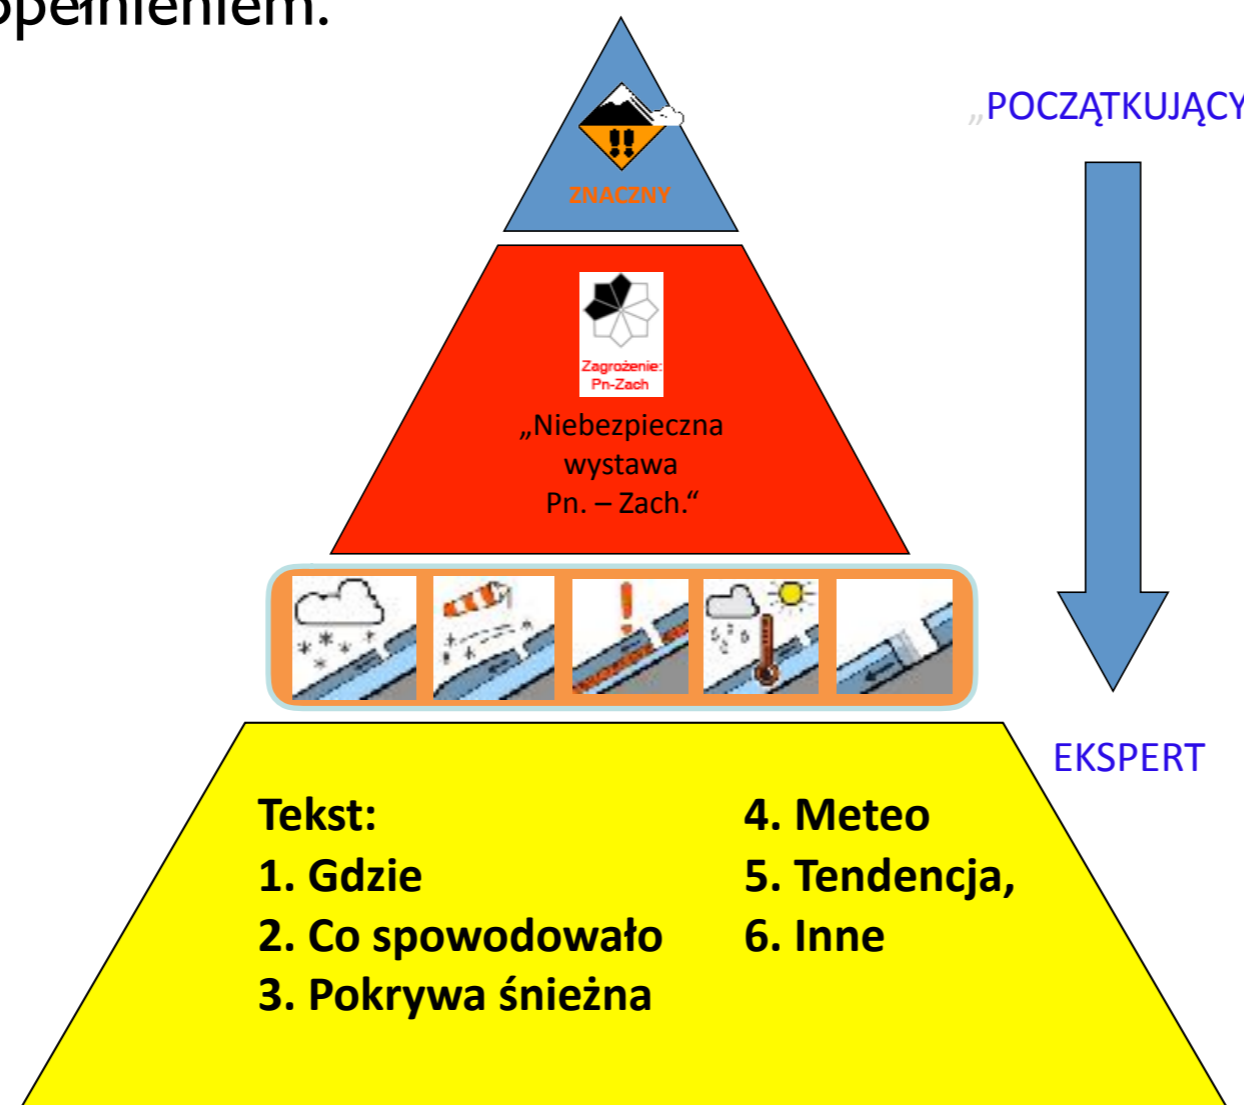 opełnieniem.
„POCZĄTKUJĄCY
ZNACZNY
Zagrożenie:
Pn-Zach
„Niebezpieczna
wystawa
Pn. – Zach.“
EKSPERT
Tekst:
1. Gdzie
2. Co spowodowało
3. Pokrywa śnieżna
4. Meteo
5. Tendencja,
6. Inne